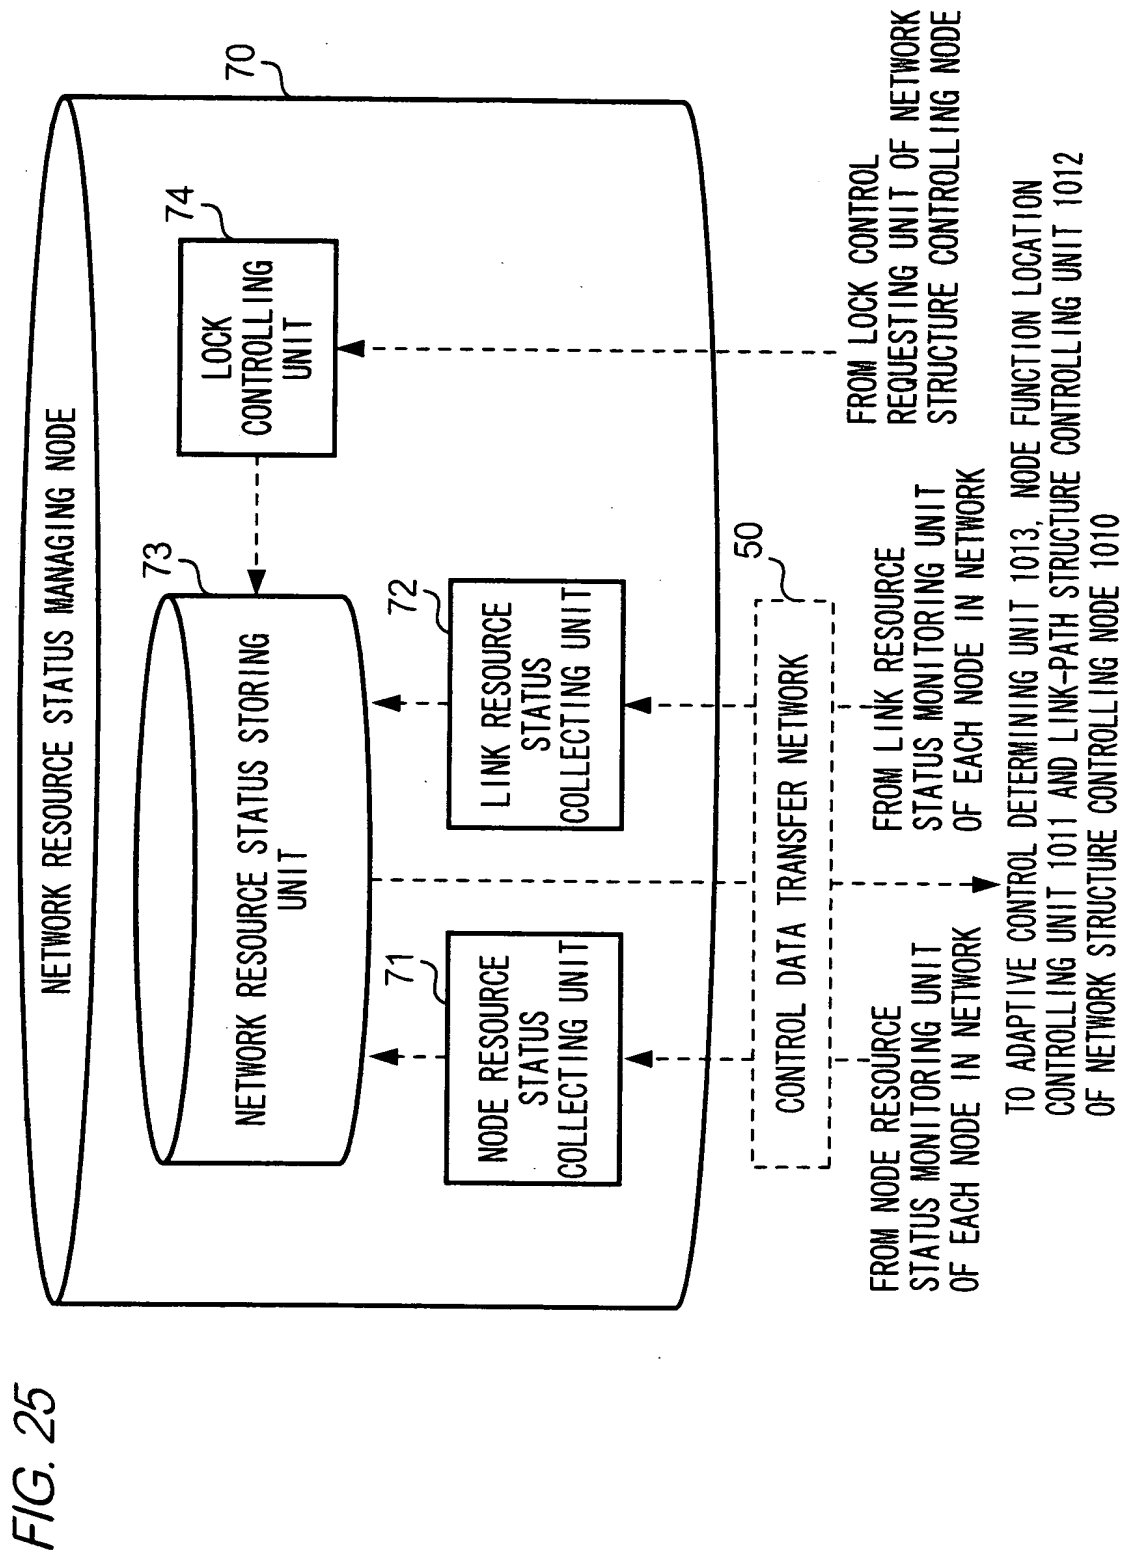 FIG. 25
NETWORK RESOURCE STATUS MANAGING NODE
70
NETWORK RESOURCE STATUS STORING
UNIT
73
LOCK
CONTROLLING
UNIT
74
NODE RESOURCE
STATUS
COLLECTING UNIT
71
LINK RESOURCE
STATUS
COLLECTING UNIT
72
CONTROL DATA TRANSFER NETWORK
50
FROM NODE RESOURCE
STATUS MONITORING UNIT
OF EACH NODE IN NETWORK
FROM LINK RESOURCE
STATUS MONITORING UNIT
OF EACH NODE IN NETWORK
FROM LOCK CONTROL
REQUESTING UNIT OF NETWORK
STRUCTURE CONTROLLING NODE
TO ADAPTIVE CONTROL DETERMINING UNIT 1013, NODE FUNCTION LOCATION
CONTROLLING UNIT 1011 AND LINK-PATH STRUCTURE CONTROLLING UNIT 1012
OF NETWORK STRUCTURE CONTROLLING NODE 1010